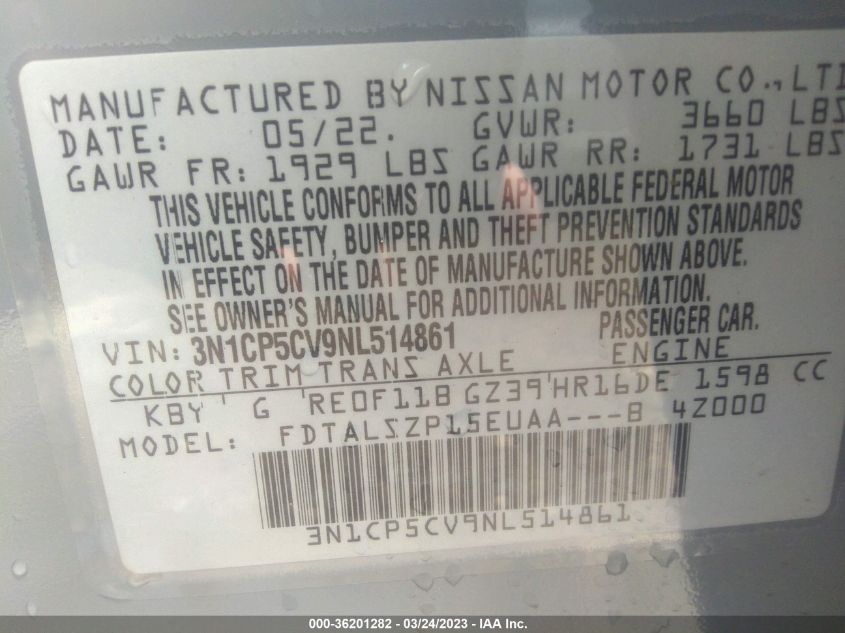 MANUFACTURED BY NISSAN MOTOR CO., LTD
DATE: 05/22. GVWR: 3660 LBS
GAWR FR: 1929 LBS GAWR RR: 1731 LBS
THIS VEHICLE CONFORMS TO ALL APPLICABLE FEDERAL MOTOR
VEHICLE SAFETY, BUMPER AND THEFT PREVENTION STANDARDS
IN EFFECT ON THE DATE OF MANUFACTURE SHOWN ABOVE.
SEE OWNER'S MANUAL FOR ADDITIONAL INFORMATION.
VIN: 3N1CP5CV9NL514861 PASSENGER CAR.
COLOR TRIM TRANS AXLE ENGINE
KBY G RE0F11B GZ39 HR16DE 1598 CC
MODEL: FDTALSZP15EUAA---B 4Z000
3N1CP5CV9NL514861
000-36201282 - 03/24/2023 - IAA Inc.